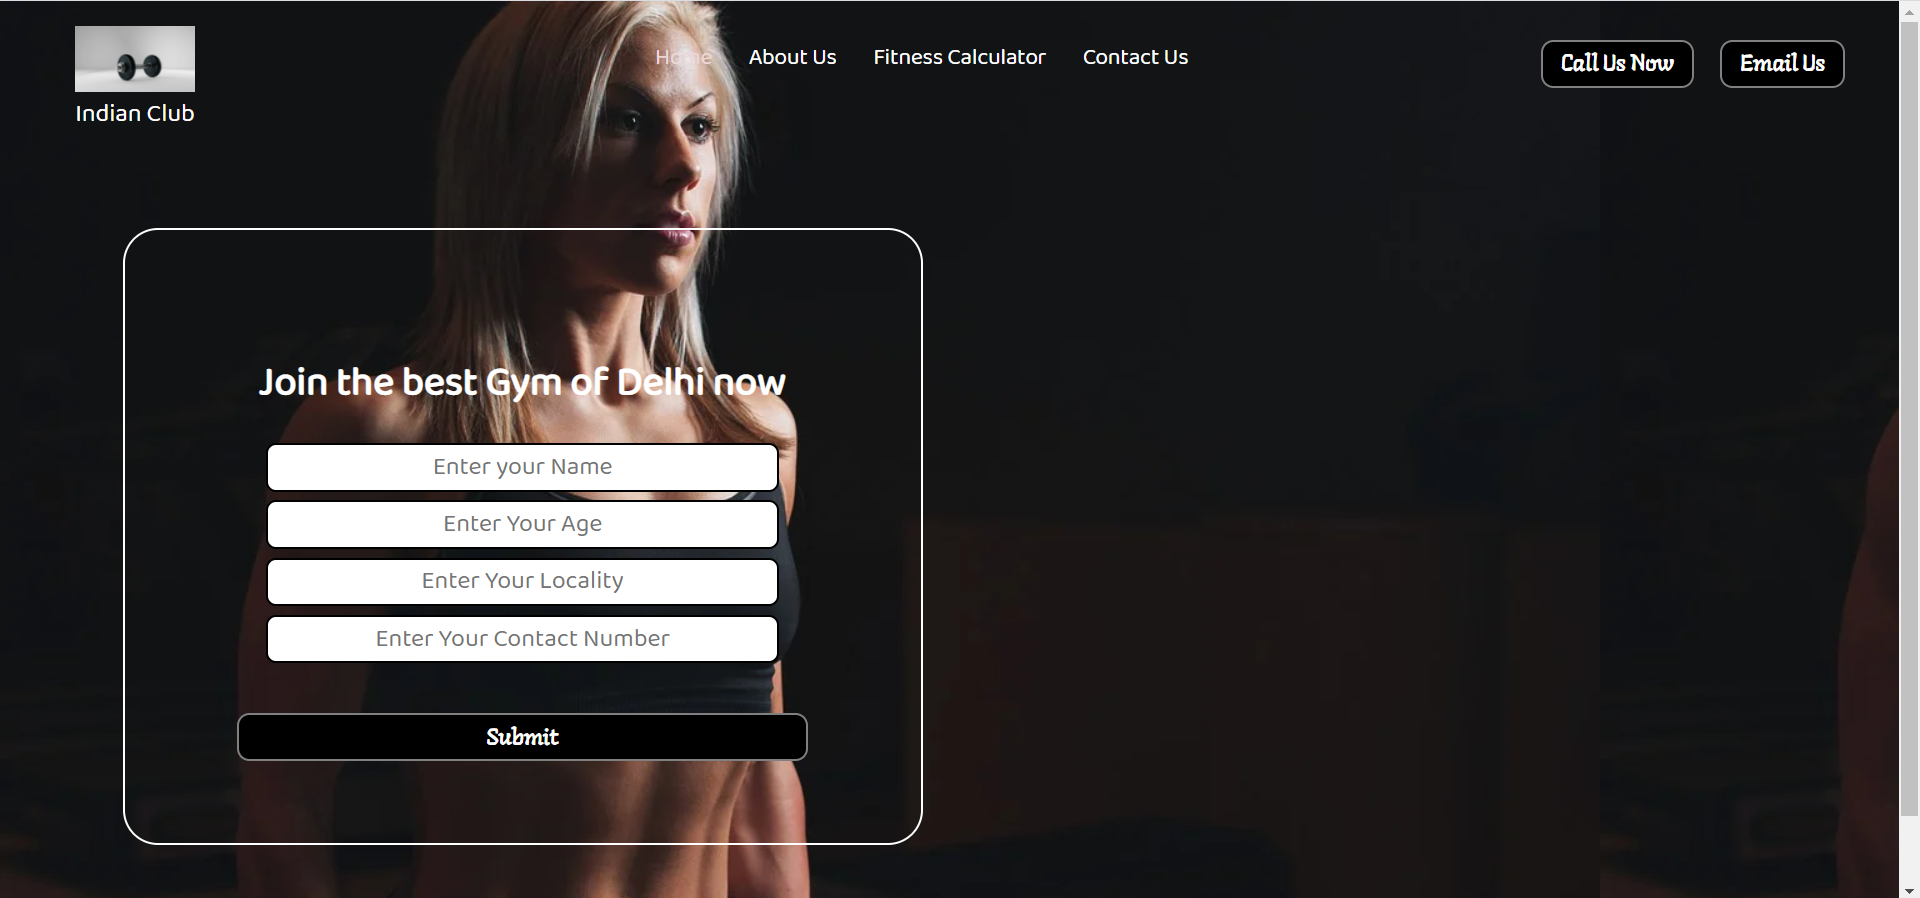 Indian Club
Home
About Us
Fitness Calculator
Contact Us
Call Us Now
Email Us
Join the best Gym of Delhi now
Enter your Name
Enter Your Age
Enter Your Locality
Enter Your Contact Number
Submit